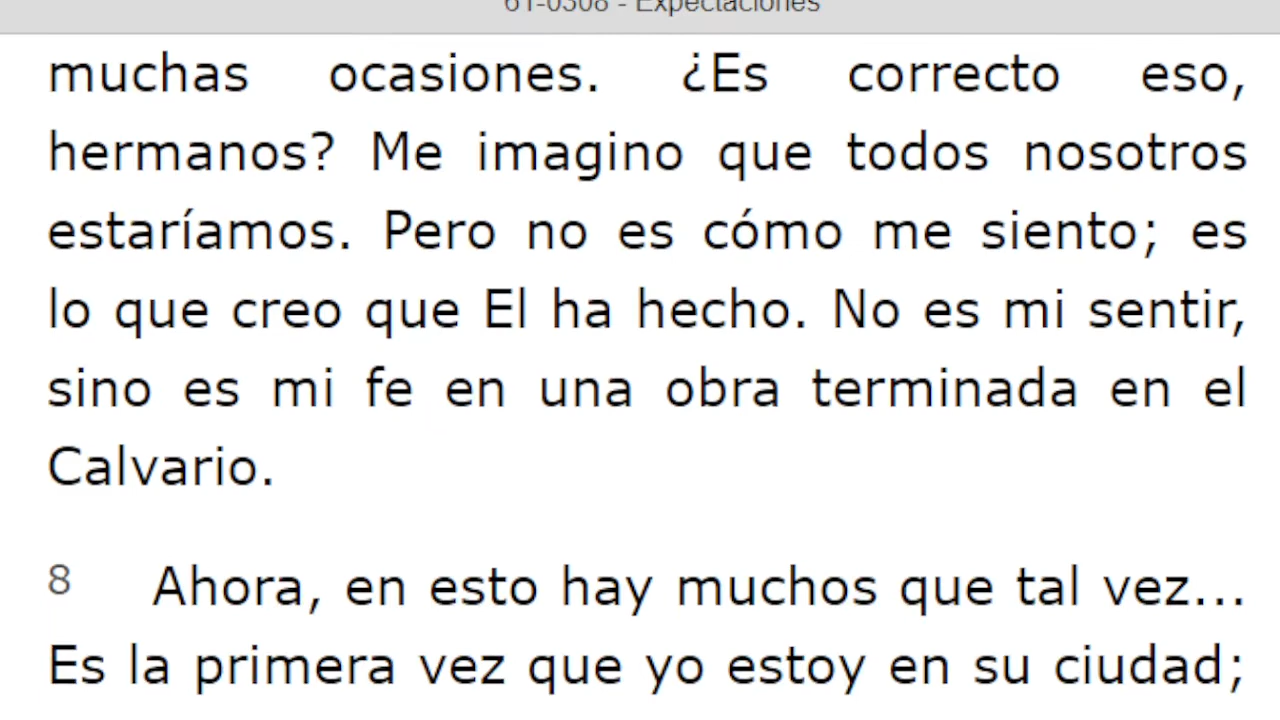 61-0308 - Expectaciones
muchas ocasiones. ¿Es correcto eso,
hermanos? Me imagino que todos nosotros
estaríamos. Pero no es cómo me siento; es
lo que creo que El ha hecho. No es mi sentir,
sino es mi fe en una obra terminada en el
Calvario.
8 Ahora, en esto hay muchos que tal vez...
Es la primera vez que yo estoy en su ciudad;